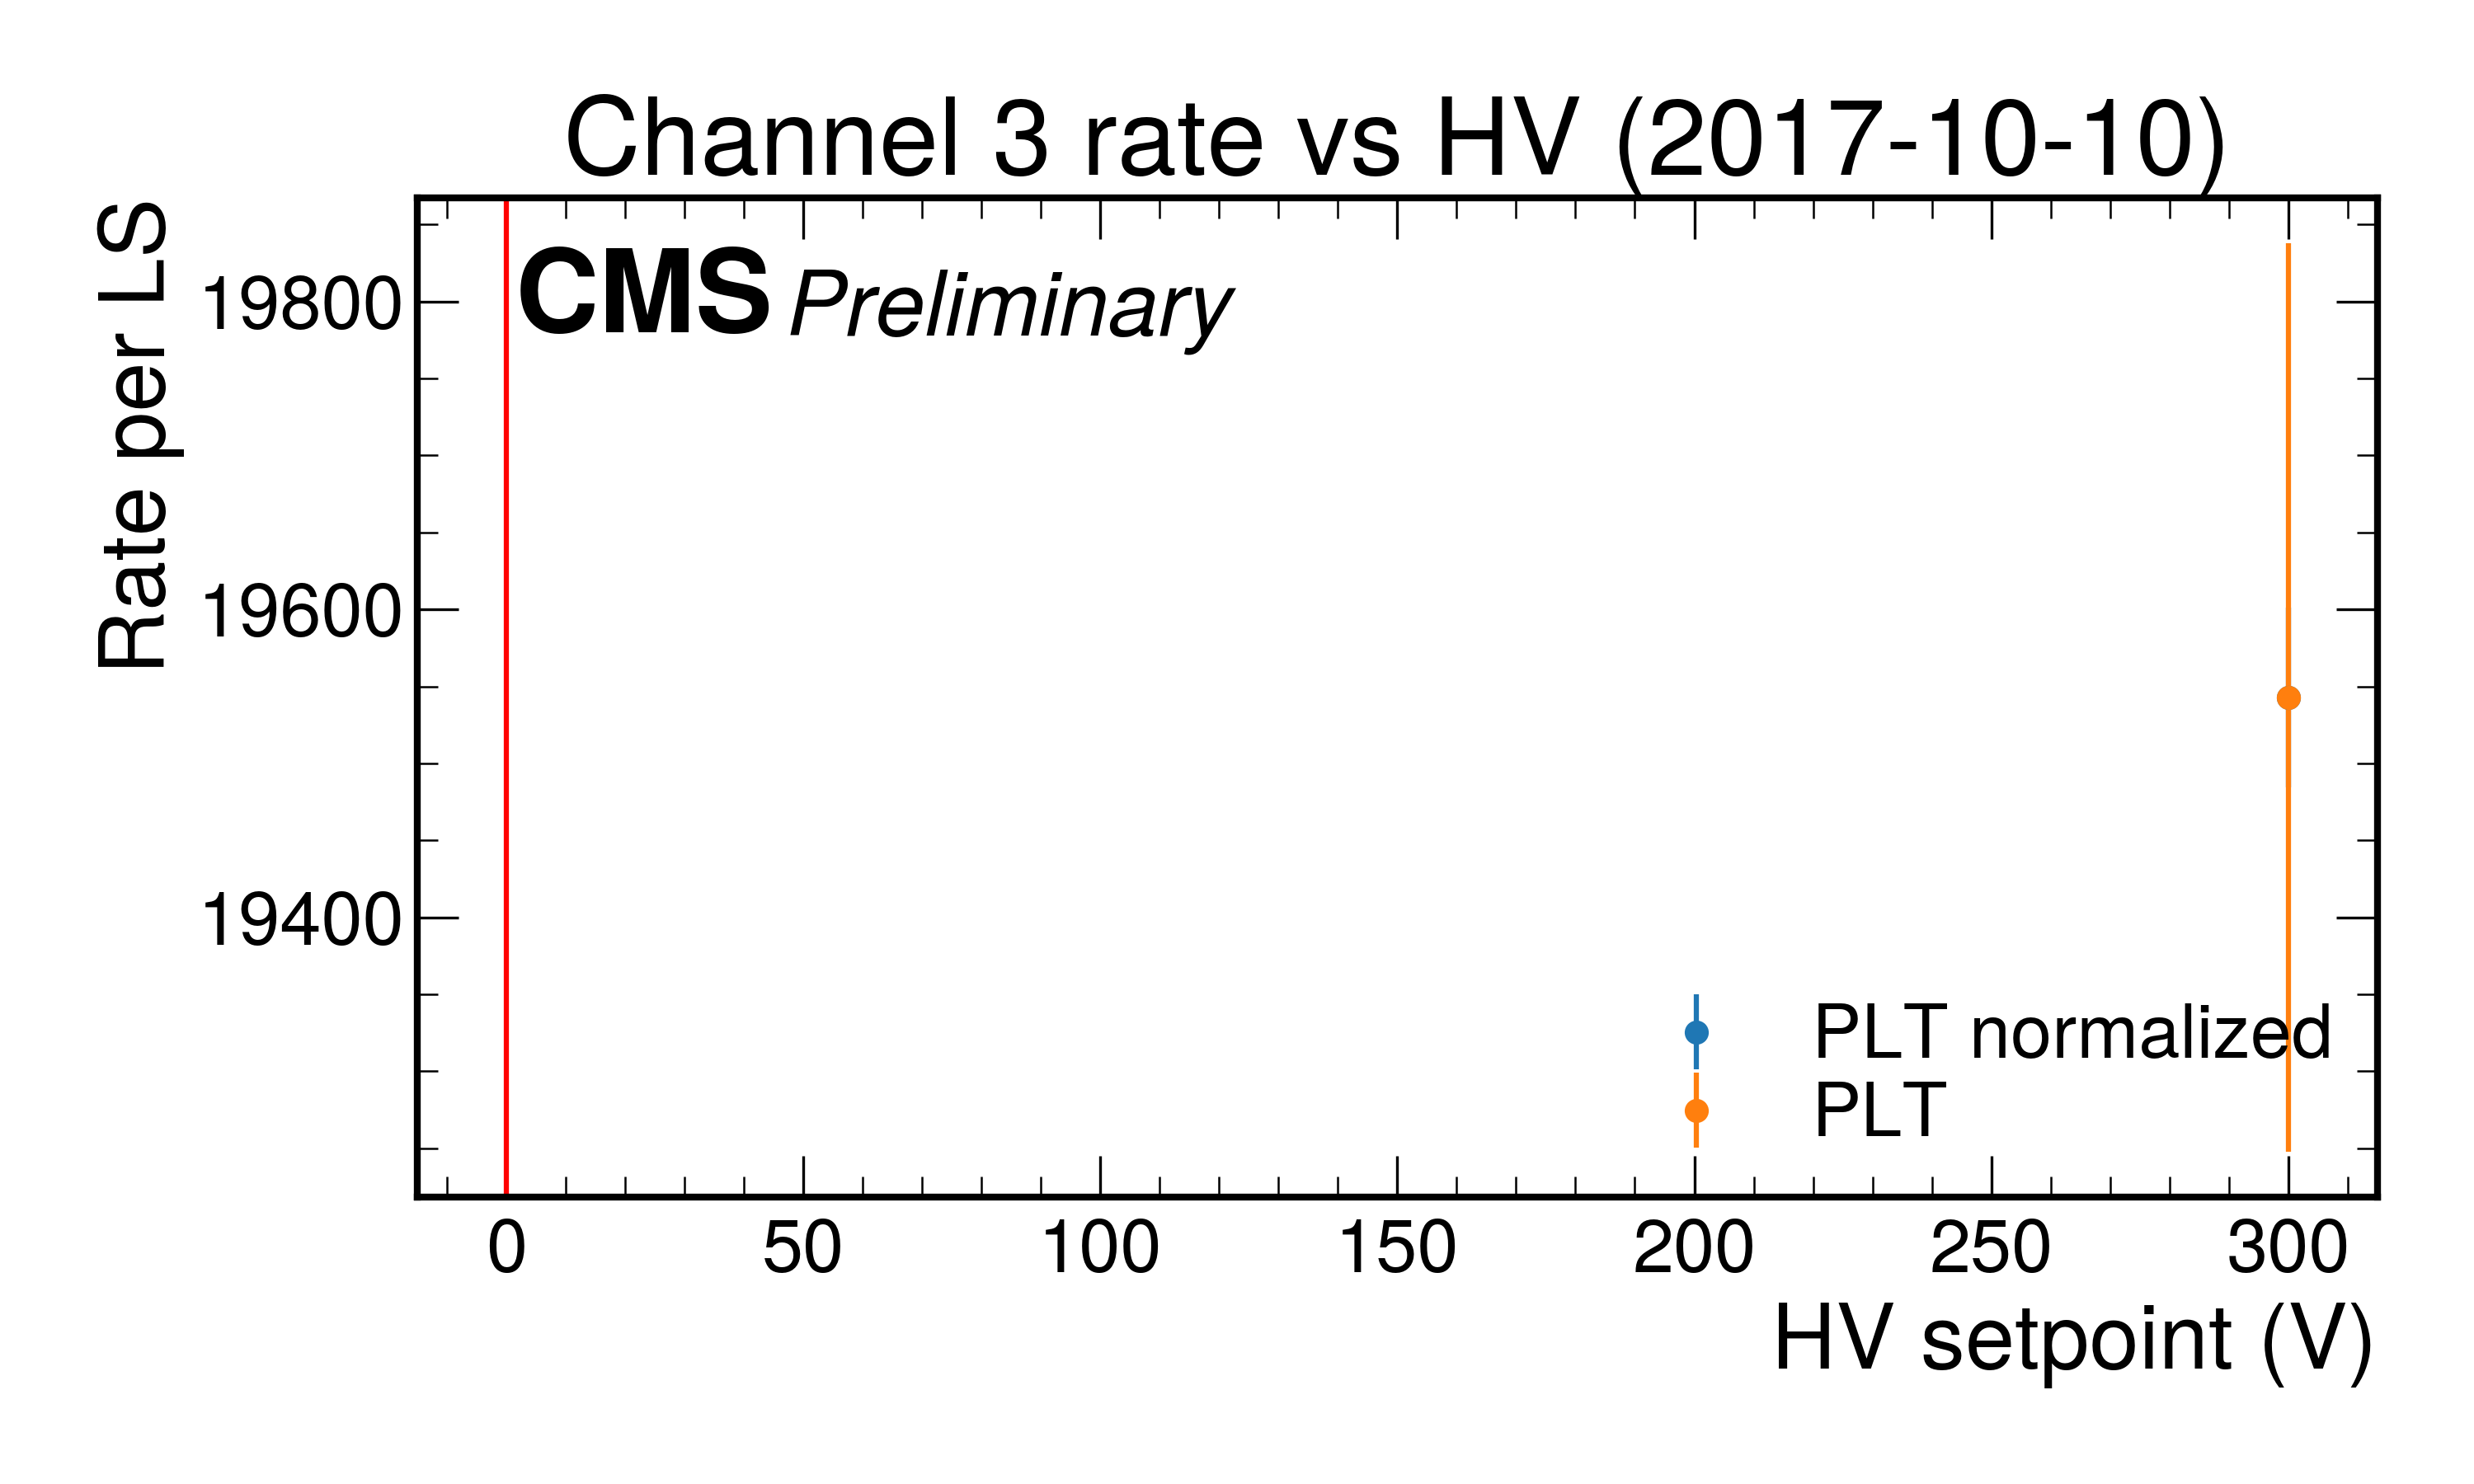 Channel 3 rate vs HV (2017-10-10)
CMS Preliminary
Rate per LS
19800
19600
19400
PLT normalized
PLT
0 50 100 150 200 250 300
HV setpoint (V)